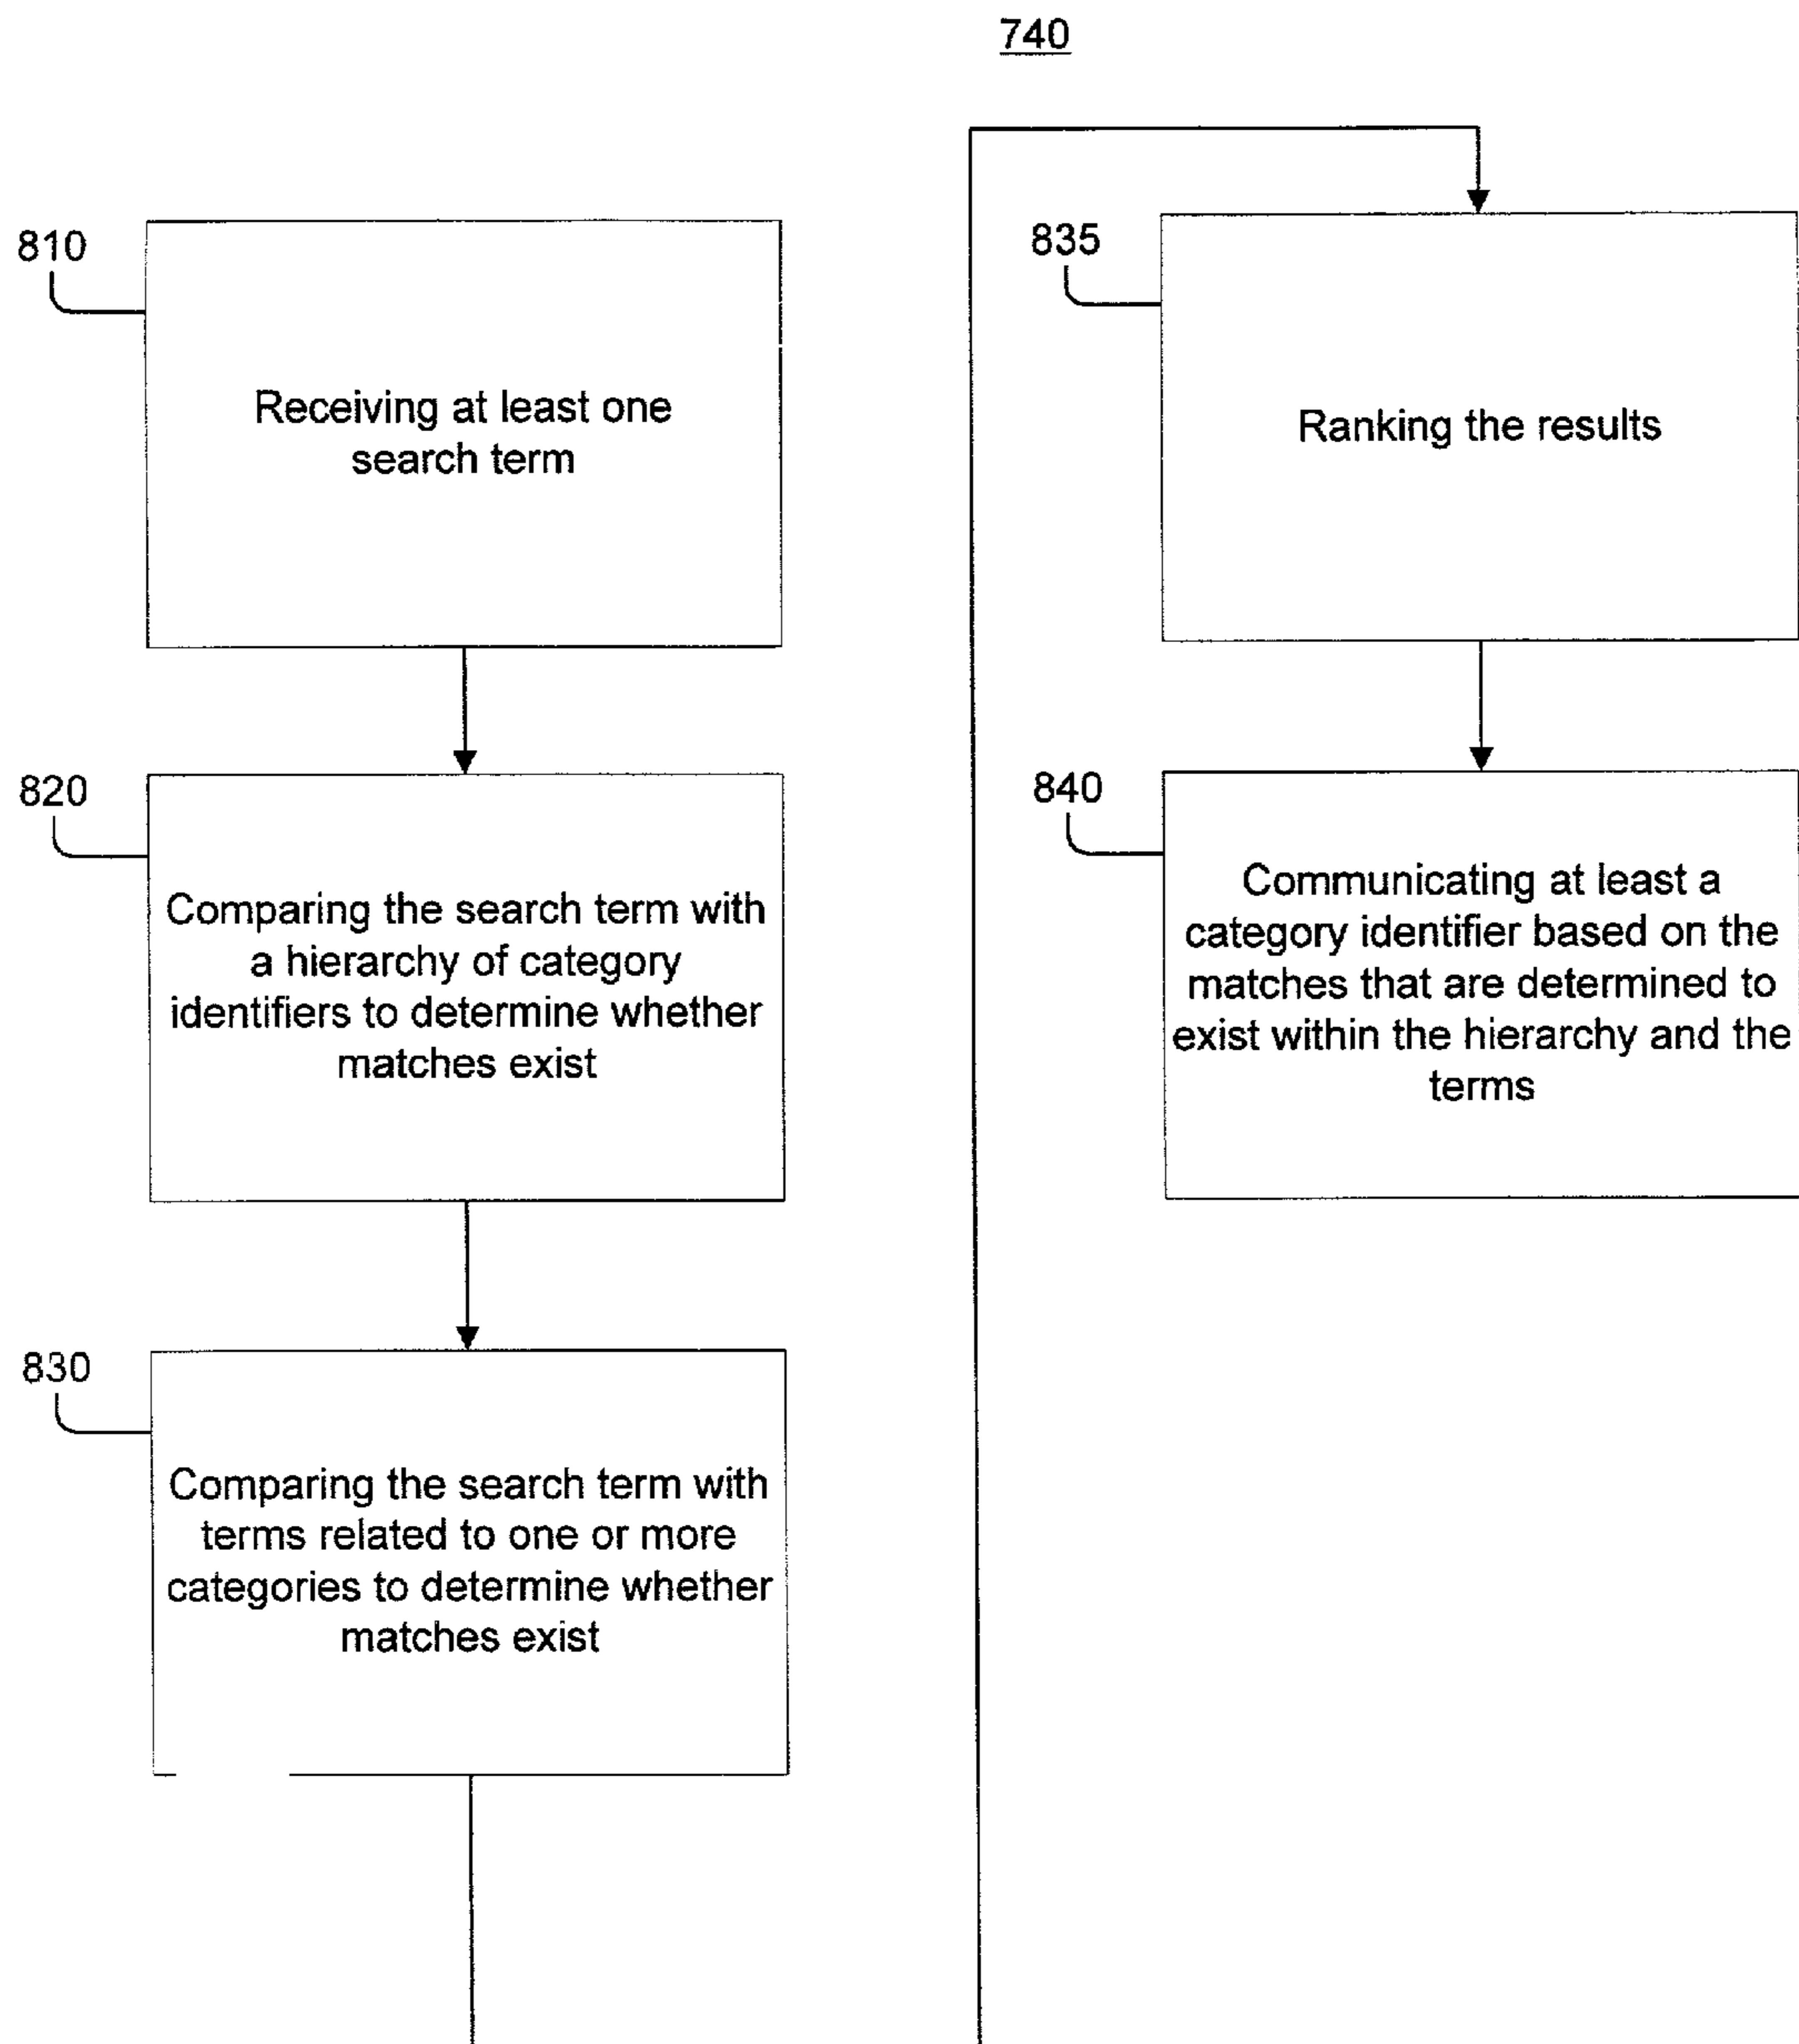 740
810
Receiving at least one
search term
820
Comparing the search term with
a hierarchy of category
identifiers to determine whether
matches exist
830
Comparing the search term with
terms related to one or more
categories to determine whether
matches exist
835
Ranking the results
840
Communicating at least a
category identifier based on the
matches that are determined to
exist within the hierarchy and the
terms